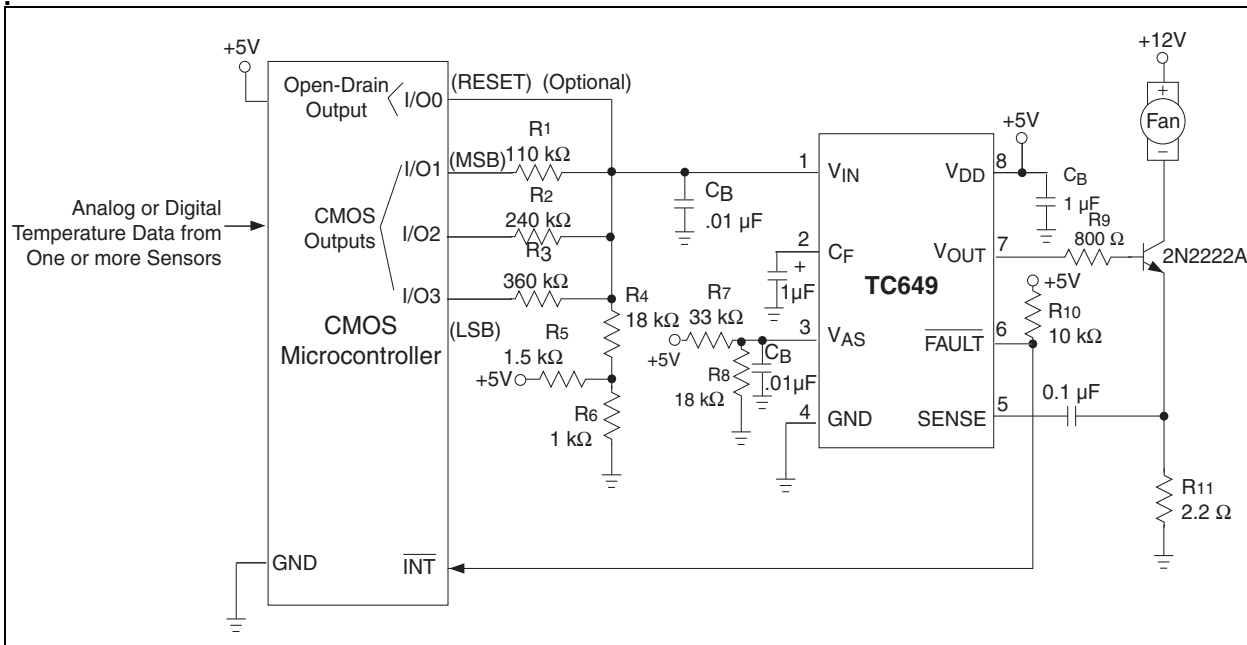 +5V
Open-Drain
Output
I/O0
(RESET) (Optional)
R1
110 kΩ
(MSB)
I/O1
R2
240 kΩ
CMOS
Outputs
I/O2
R3
360 kΩ
I/O3
(LSB)
Analog or Digital
Temperature Data from
One or more Sensors
CMOS
Microcontroller
GND
INT
R4
18 kΩ
R5
1.5 kΩ
+5V
R6
1 kΩ
CB
.01 µF
1
VIN
2
CF
+
1µF
TC649
R7
33 kΩ
+5V
3
VAS
CB
.01µF
R8
18 kΩ
4
GND
VDD
8
+5V
CB
1 µF
R9
800 Ω
VOUT
7
2N2222A
+12V
+
Fan
–
+5V
R10
10 kΩ
FAULT
6
SENSE
5
0.1 µF
R11
2.2 Ω